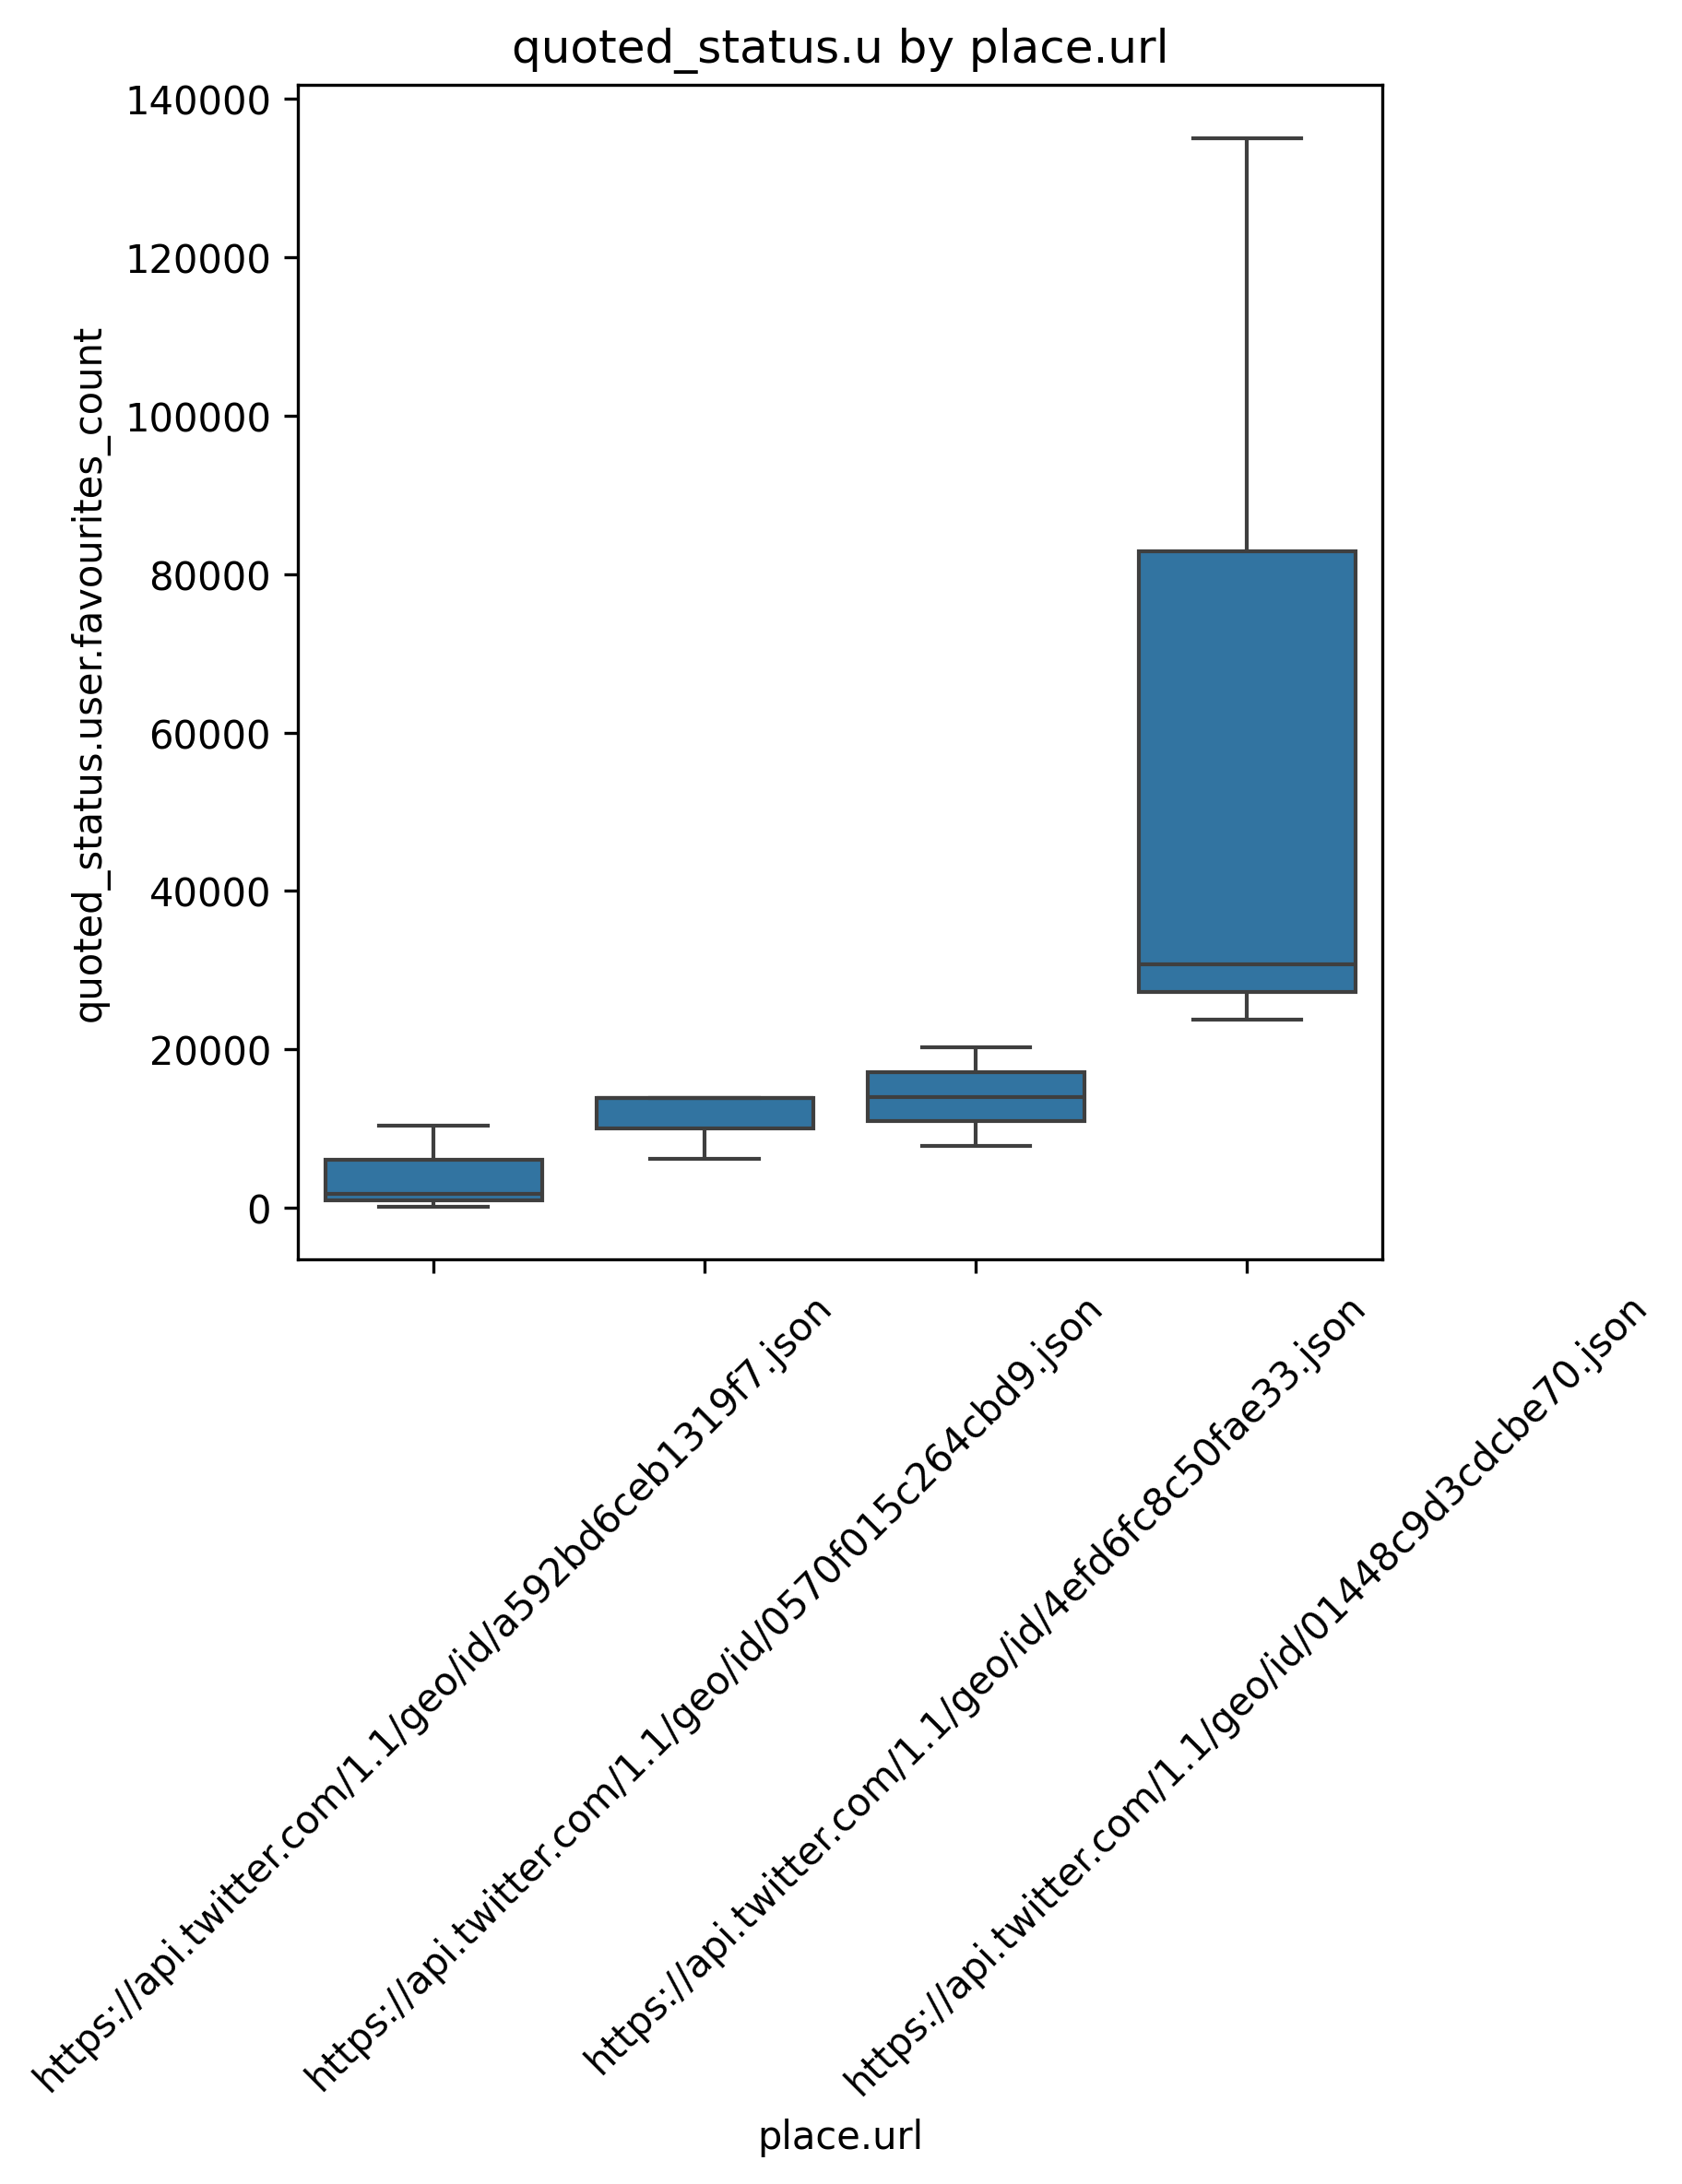 quoted_status.u by place.url
quoted_status.user.favourites_count
140000
120000
100000
80000
60000
40000
20000
0
https://api.twitter.com/1.1/geo/id/a592bd6ceb1319f7.json
https://api.twitter.com/1.1/geo/id/0570f015c264cbd9.json
https://api.twitter.com/1.1/geo/id/4efd6fc8c50fae33.json
https://api.twitter.com/1.1/geo/id/01448c9d3cdcbe70.json
place.url